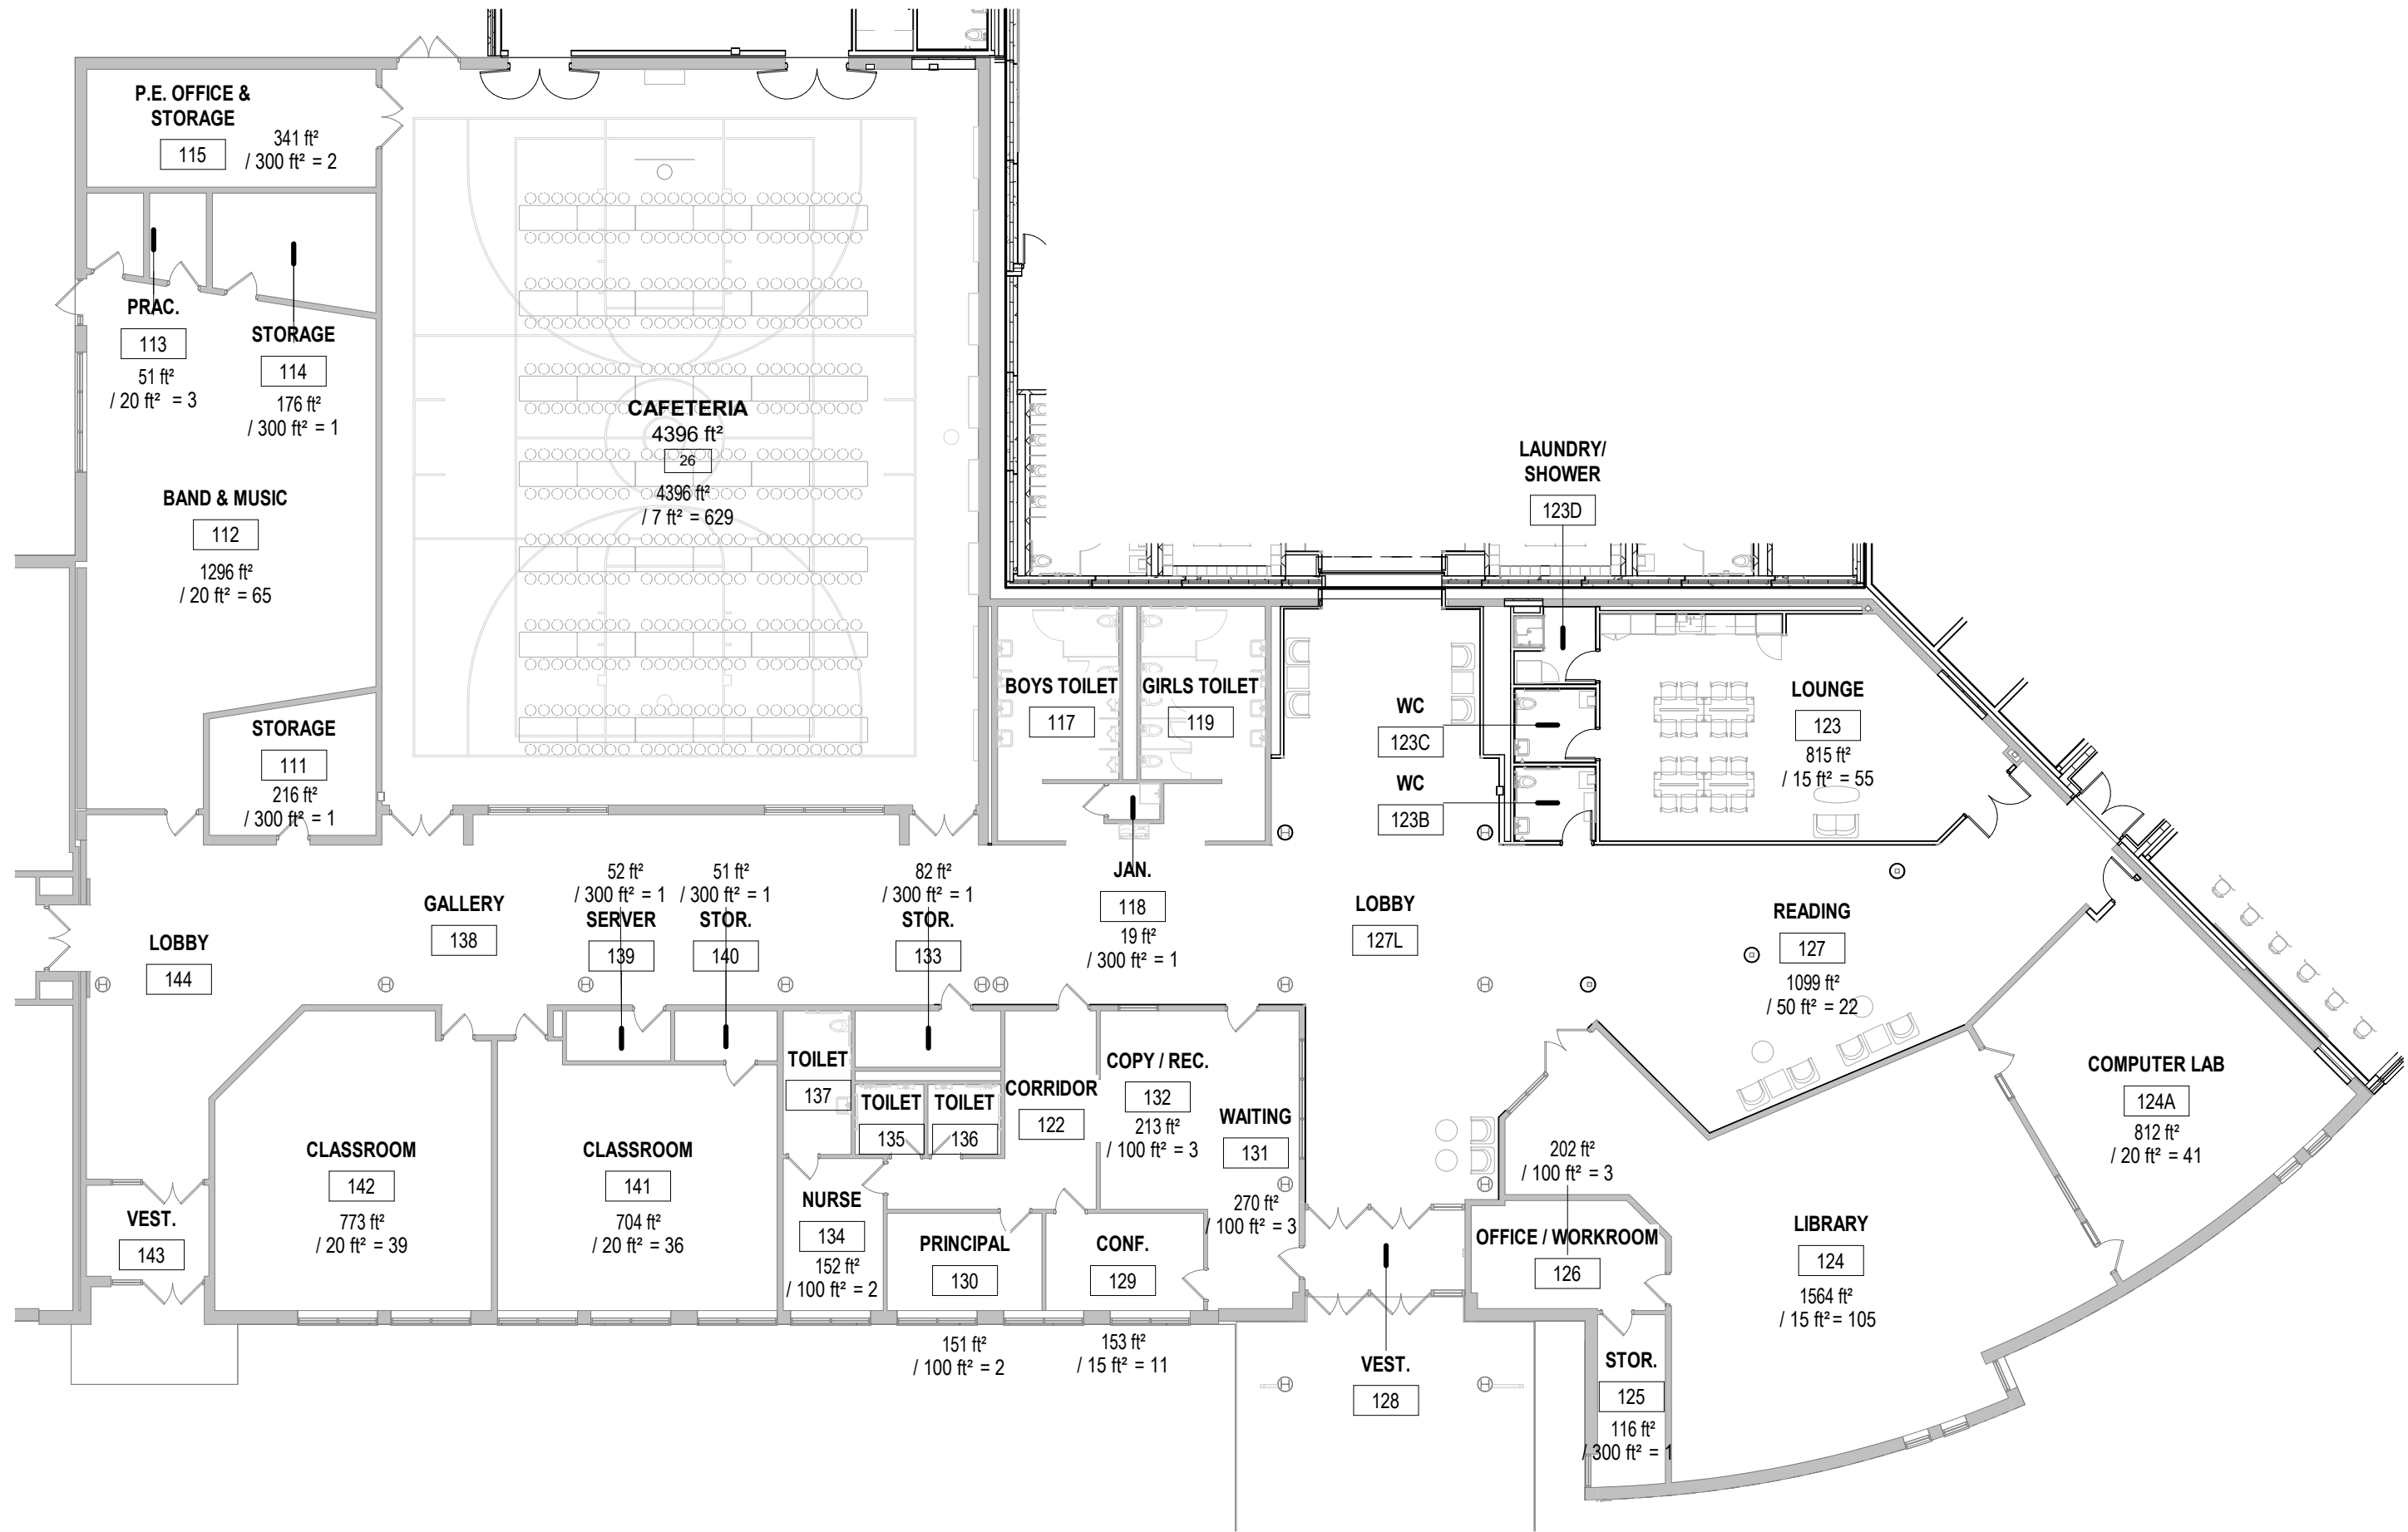 P.E. OFFICE &
STORAGE
115
341 ft²
/ 300 ft² = 2
PRAC.
113
51 ft²
/ 20 ft² = 3
STORAGE
114
176 ft²
/ 300 ft² = 1
CAFETERIA
4396 ft²
26
4396 ft²
/ 7 ft² = 629
BAND & MUSIC
112
1296 ft²
/ 20 ft² = 65
LAUNDRY/
SHOWER
123D
BOYS TOILET
117
GIRLS TOILET
119
WC
123C
WC
123B
LOUNGE
123
815 ft²
/ 15 ft² = 55
STORAGE
111
216 ft²
/ 300 ft² = 1
LOBBY
144
GALLERY
138
52 ft²
/ 300 ft² = 1
SERVER
139
51 ft²
/ 300 ft² = 1
STOR.
140
82 ft²
/ 300 ft² = 1
STOR.
133
JAN.
118
19 ft²
/ 300 ft² = 1
LOBBY
127L
READING
127
1099 ft²
/ 50 ft² = 22
COMPUTER LAB
124A
812 ft²
/ 20 ft² = 41
TOILET
137
TOILET
135
TOILET
136
CORRIDOR
122
COPY / REC.
132
213 ft²
/ 100 ft² = 3
WAITING
131
270 ft²
/ 100 ft² = 3
CLASSROOM
142
773 ft²
/ 20 ft² = 39
CLASSROOM
141
704 ft²
/ 20 ft² = 36
VEST.
143
NURSE
134
152 ft²
/ 100 ft² = 2
PRINCIPAL
130
151 ft²
/ 100 ft² = 2
CONF.
129
153 ft²
/ 15 ft² = 11
202 ft²
/ 100 ft² = 3
OFFICE / WORKROOM
126
LIBRARY
124
1564 ft²
/ 15 ft² = 105
VEST.
128
STOR.
125
116 ft²
/ 300 ft² = 1